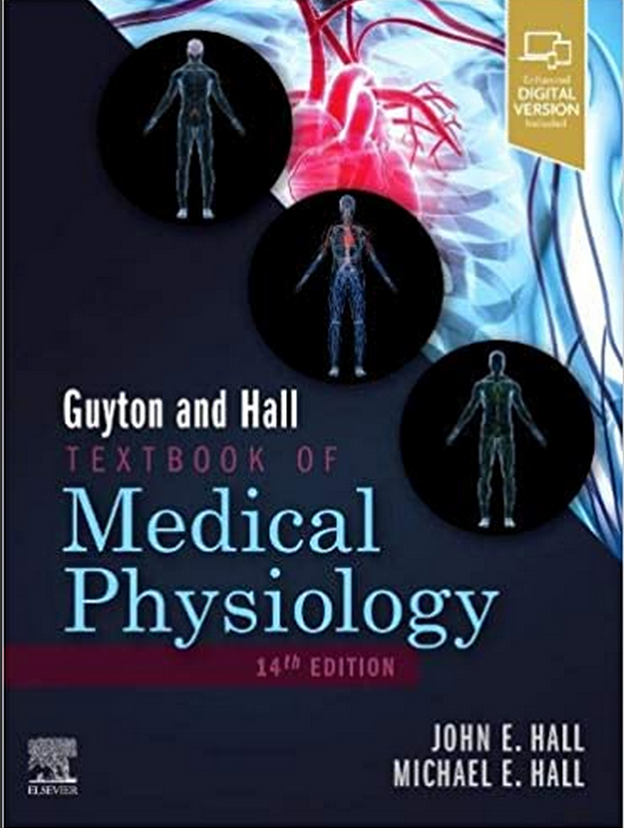 Enhanced
DIGITAL
VERSION
Included
Guyton and Hall
TEXTBOOK OF
Medical
Physiology
14th EDITION
JOHN E. HALL
MICHAEL E. HALL
ELSEVIER